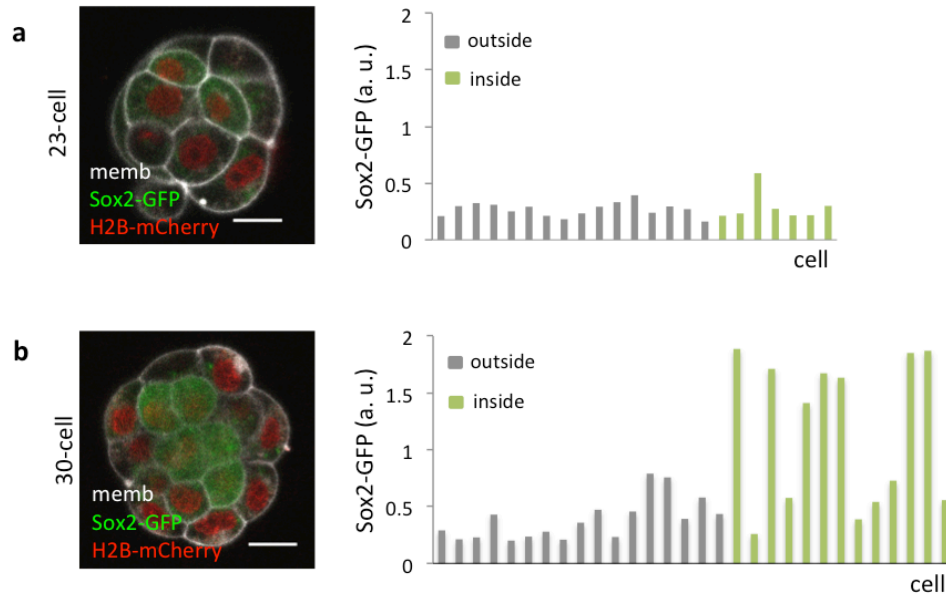 a
23-cell
memb
Sox2-GFP
H2B-mCherry
Sox2-GFP (a. u.)
2
1.5
1
0.5
0
outside
inside
cell
b
30-cell
memb
Sox2-GFP
H2B-mCherry
Sox2-GFP (a. u.)
2
1.5
1
0.5
0
outside
inside
cell